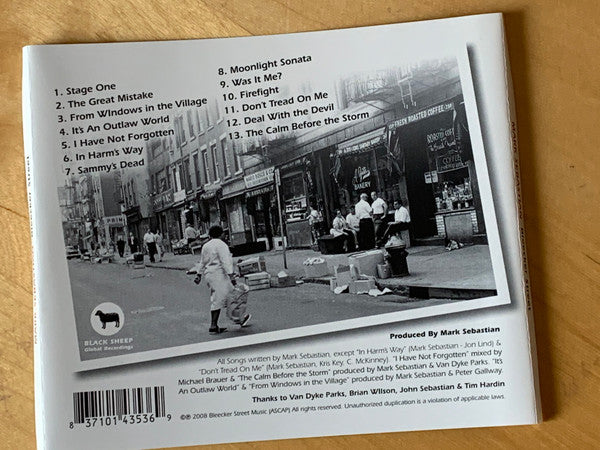 1. Stage One
2. The Great Mistake
3. From WIndows in the Village
4. It's An Outlaw World
5. I Have Not Forgotten
6. In Harm's Way
7. Sammy's Dead
8. Moonlight Sonata
9. Was It Me?
10. Firefight
11. Don't Tread On Me
12. Deal With the Devil
13. The Calm Before the Storm
FRESH ROASTED COFFEE
BAKERY
COFFEE
BLACK SHEEP
Global Recordings
Produced By Mark Sebastian
All Songs written by Mark Sebastian, except "In Harm's Way" (Mark Sebastian - Jon Lind) &
"Don't Tread On Me" (Mark Sebastian, Kris Key, C. McKinney). "I Have Not Forgotten" mixed by
Michael Brauer & "The Calm Before the Storm" produced by Mark Sebastian & Van Dyke Parks. "It's
An Outlaw World" & "From Windows in the Village" produced by Mark Sebastian & Peter Gallway.
Thanks to Van Dyke Parks, Brian WIlson, John Sebastian & Tim Hardin
©℗ 2008 Bleecker Street Music (ASCAP) All rights reserved. Unauthorized duplication is a violation of applicable laws.
8 37101 43536 9